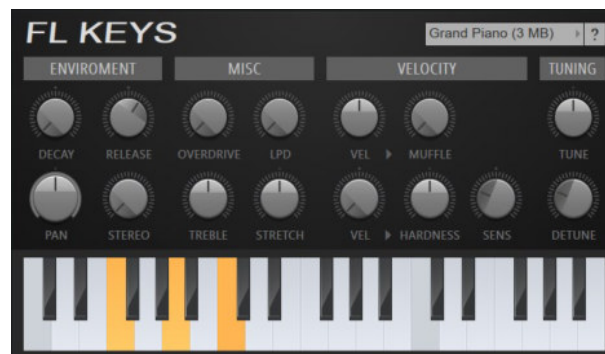 FL KEYS
Grand Piano (3 MB) ?
ENVIROMENT MISC VELOCITY TUNING
DECAY RELEASE OVERDRIVE LPD VEL MUFFLE TUNE
PAN STEREO TREBLE STRETCH VEL HARDNESS SENS DETUNE